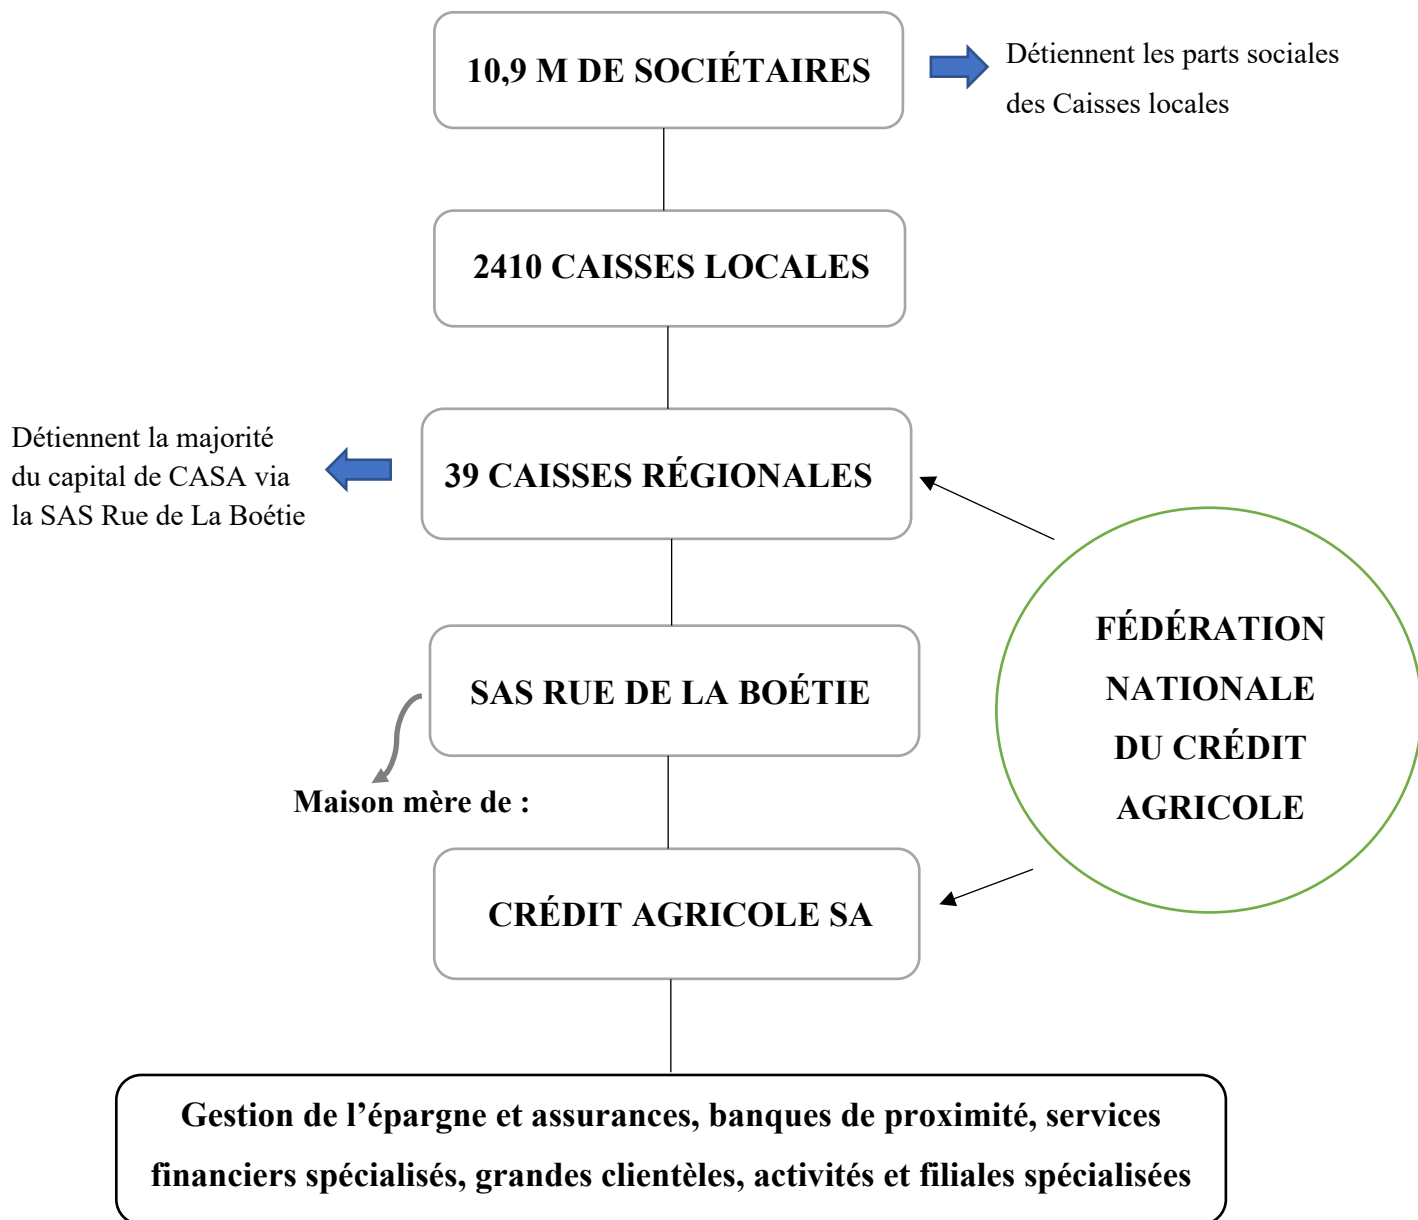 10,9 M DE SOCIÉTAIRES
Détiennent les parts sociales
des Caisses locales
2410 CAISSES LOCALES
Détiennent la majorité
du capital de CASA via
la SAS Rue de La Boétie
39 CAISSES RÉGIONALES
FÉDÉRATION
NATIONALE
DU CRÉDIT
AGRICOLE
SAS RUE DE LA BOÉTIE
Maison mère de :
CRÉDIT AGRICOLE SA
Gestion de l’épargne et assurances, banques de proximité, services
financiers spécialisés, grandes clientèles, activités et filiales spécialisées